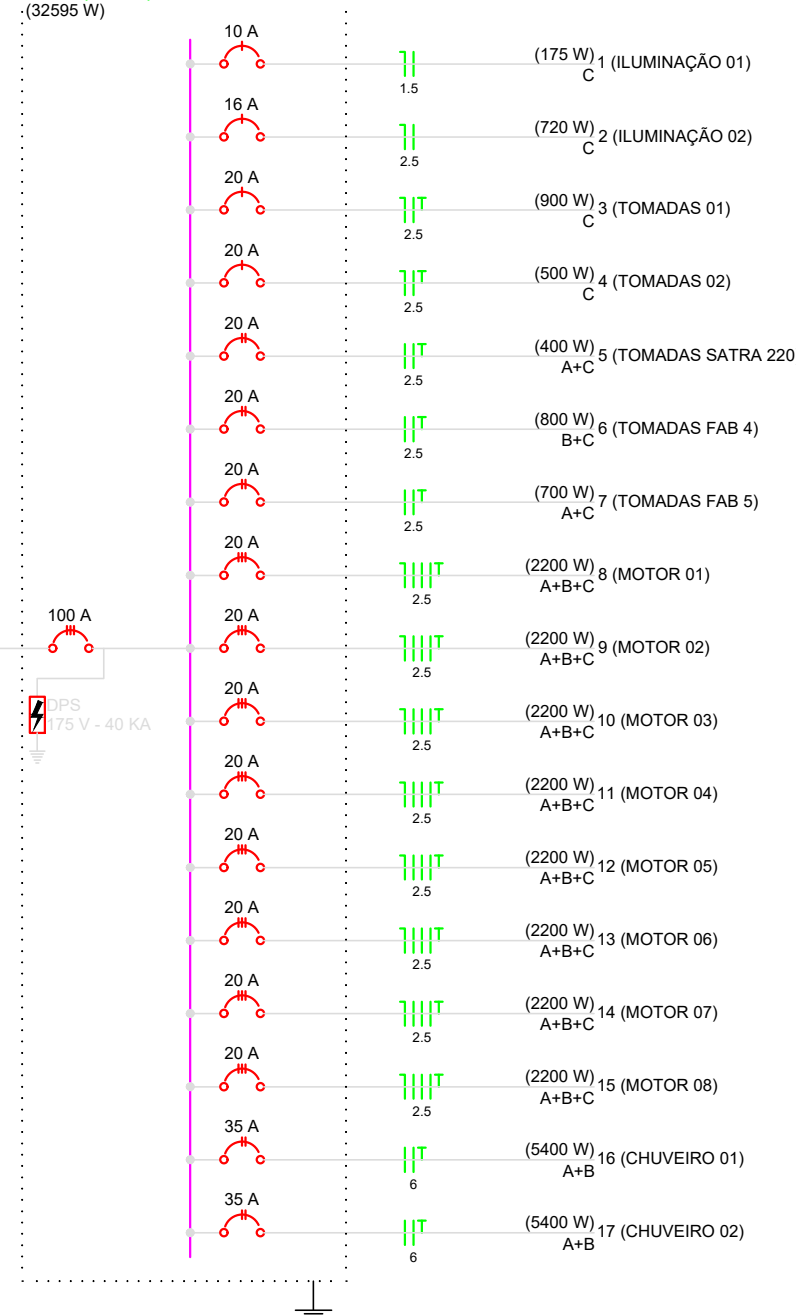 (32595 W)
10 A
(175 W)
C
1 (ILUMINAÇÃO 01)
1.5
16 A
(720 W)
C
2 (ILUMINAÇÃO 02)
2.5
20 A
(900 W)
C
3 (TOMADAS 01)
2.5
20 A
(500 W)
C
4 (TOMADAS 02)
2.5
20 A
(400 W)
A+C
5 (TOMADAS SATRA 220
2.5
20 A
(800 W)
B+C
6 (TOMADAS FAB 4)
2.5
20 A
(700 W)
A+C
7 (TOMADAS FAB 5)
2.5
20 A
(2200 W)
A+B+C
8 (MOTOR 01)
2.5
100 A
20 A
(2200 W)
A+B+C
9 (MOTOR 02)
2.5
DPS
175 V - 40 KA
20 A
(2200 W)
A+B+C
10 (MOTOR 03)
2.5
20 A
(2200 W)
A+B+C
11 (MOTOR 04)
2.5
20 A
(2200 W)
A+B+C
12 (MOTOR 05)
2.5
20 A
(2200 W)
A+B+C
13 (MOTOR 06)
2.5
20 A
(2200 W)
A+B+C
14 (MOTOR 07)
2.5
20 A
(2200 W)
A+B+C
15 (MOTOR 08)
2.5
35 A
(5400 W)
A+B
16 (CHUVEIRO 01)
6
35 A
(5400 W)
A+B
17 (CHUVEIRO 02)
6